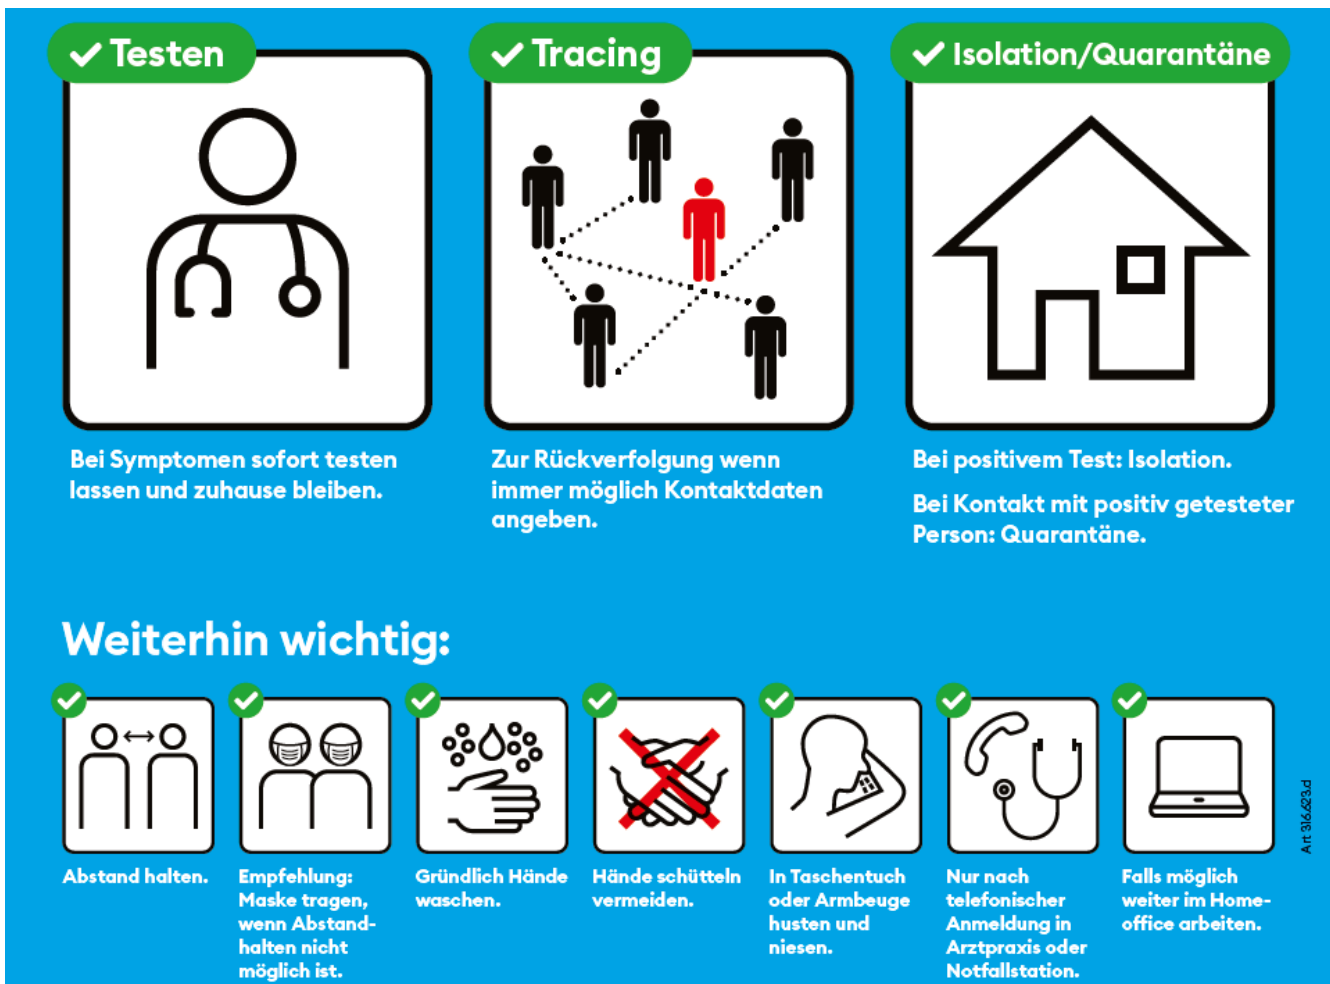 Testen
Tracing
Isolation/Quarantäne
Bei Symptomen sofort testen
lassen und zuhause bleiben.
Zur Rückverfolgung wenn
immer möglich Kontaktdaten
angeben.
Bei positivem Test: Isolation.
Bei Kontakt mit positiv getesteter
Person: Quarantäne.
Weiterhin wichtig:
Abstand halten.
Empfehlung:
Maske tragen,
wenn Abstand-
halten nicht
möglich ist.
Gründlich Hände
waschen.
Hände schütteln
vermeiden.
In Taschentuch
oder Armbeuge
husten und
niesen.
Nur nach
telefonischer
Anmeldung in
Arztpraxis oder
Notfallstation.
Falls möglich
weiter im Home-
office arbeiten.
Art 316.623.d